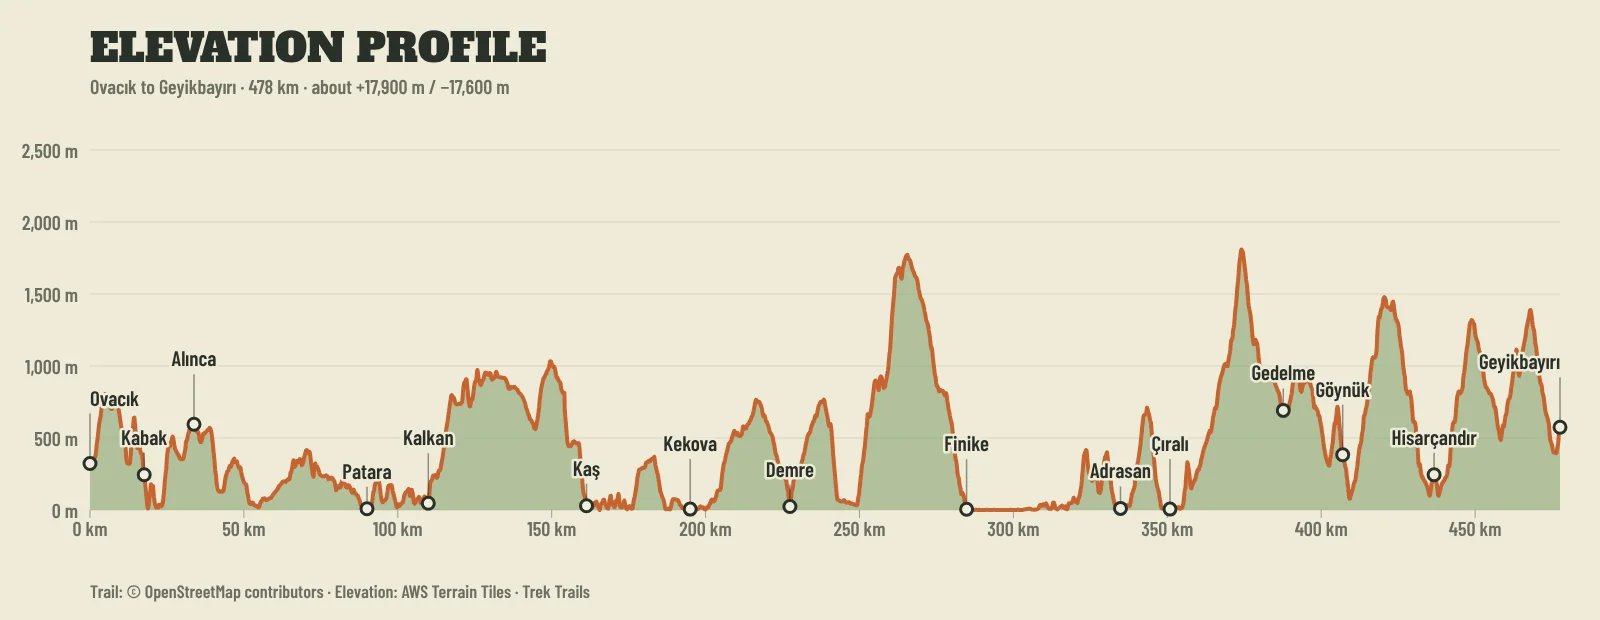 ELEVATION PROFILE
Ovacık to Geyikbayırı · 478 km · about +17,900 m / −17,600 m
2,500 m
2,000 m
1,500 m
1,000 m
500 m
0 m
Ovacık
Kabak
Alınca
Patara
Kalkan
Kaş
Kekova
Demre
Finike
Adrasan
Çıralı
Gedelme
Göynük
Hisarçandır
Geyikbayırı
0 km
50 km
100 km
150 km
200 km
250 km
300 km
350 km
400 km
450 km
Trail: © OpenStreetMap contributors · Elevation: AWS Terrain Tiles · Trek Trails